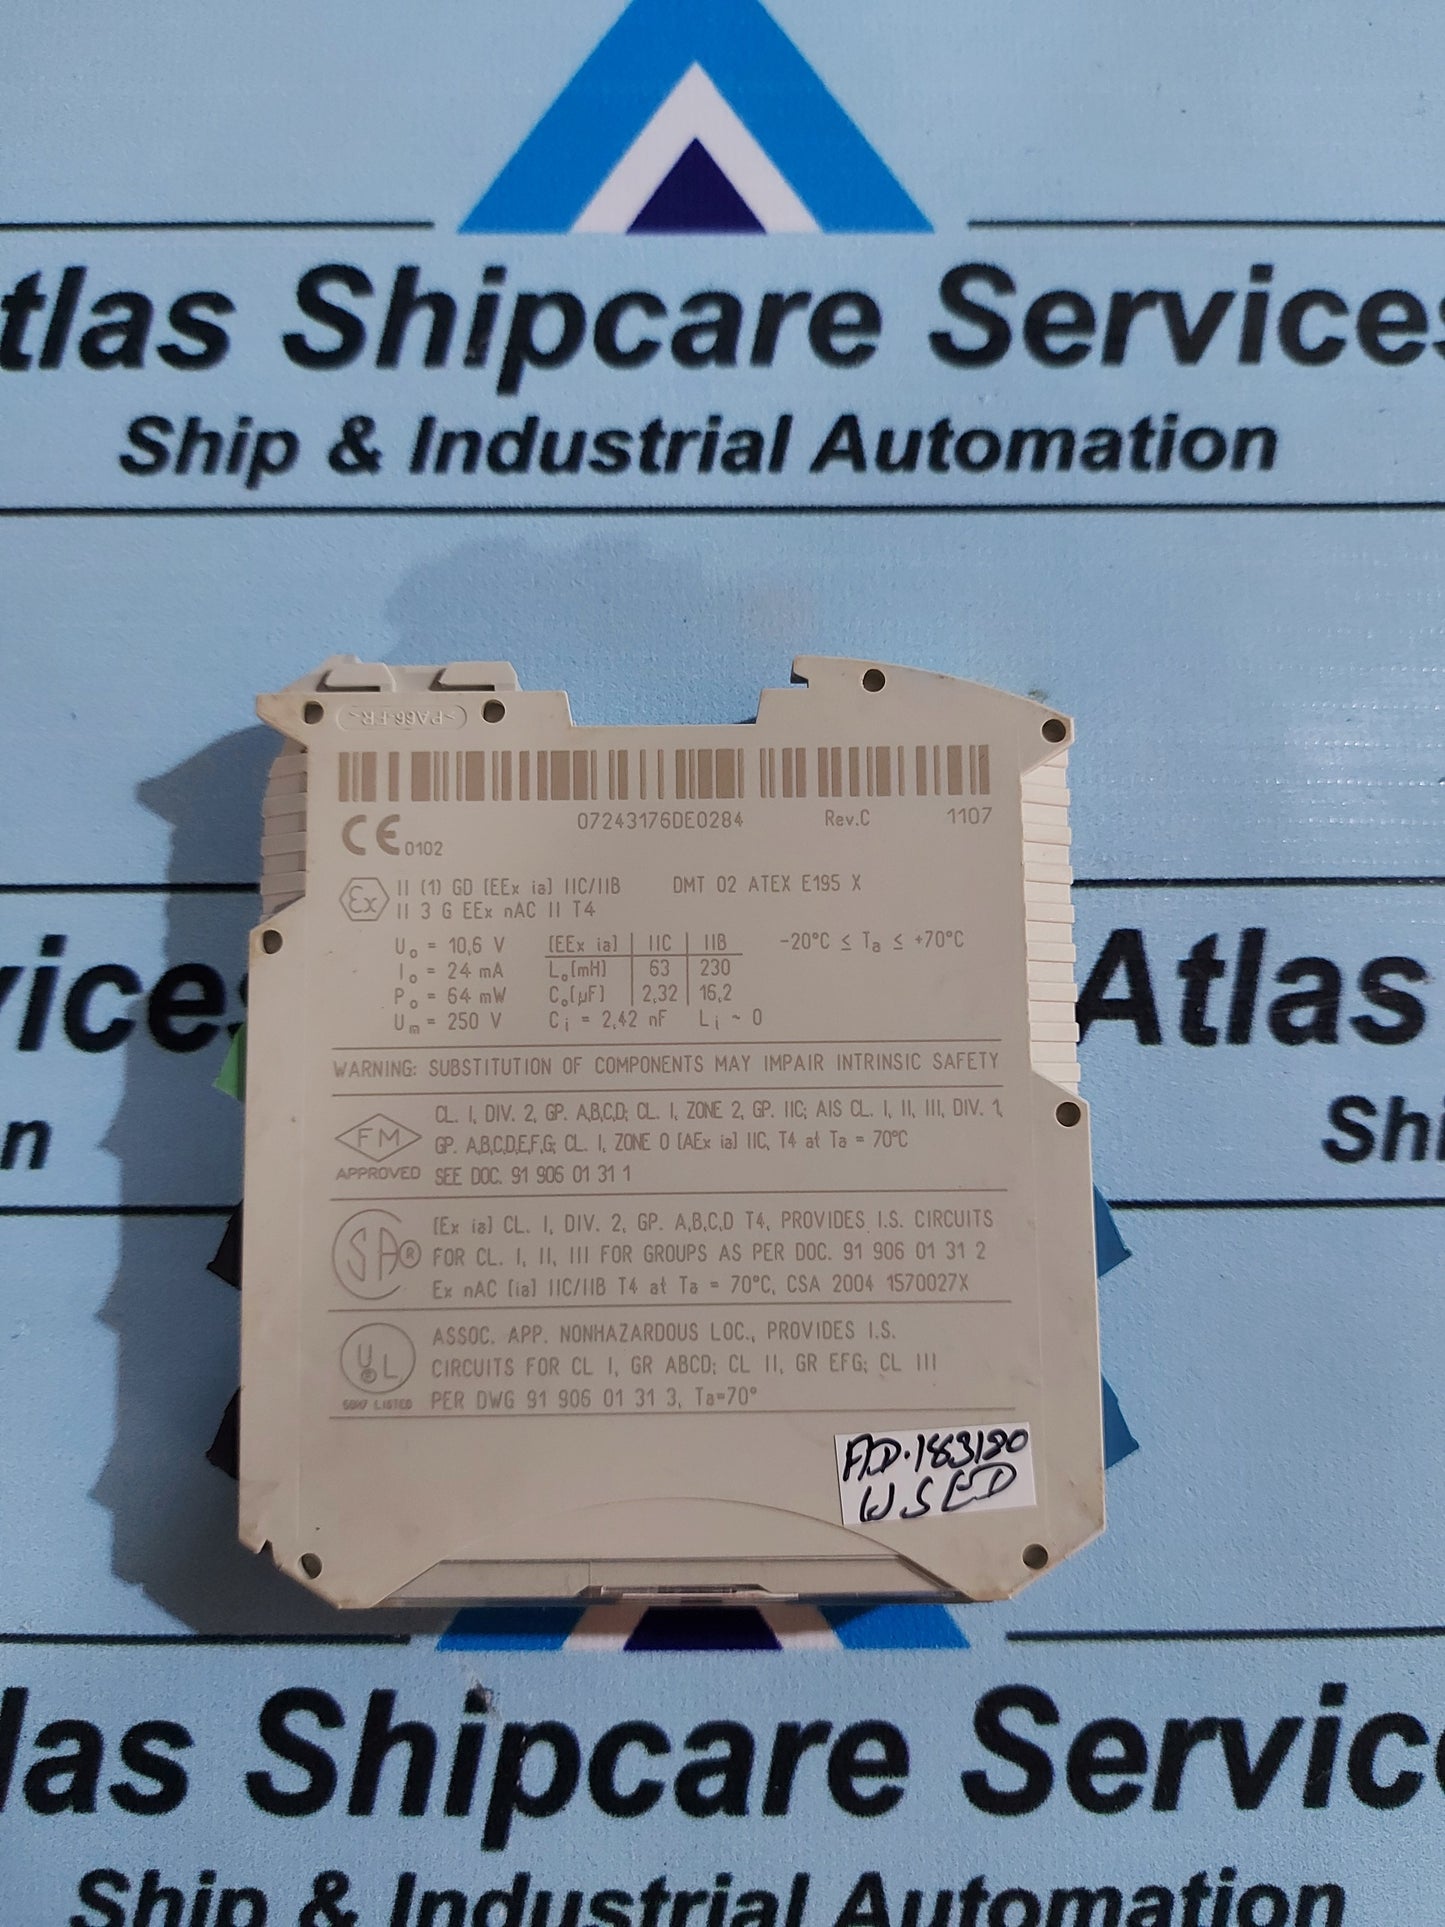 tlas Shipcare Services
Ship & Industrial Automation
>PA66-FR<
07243176DE0284 Rev.C 1107
CE 0102
Ex II (1) GD [EEx ia] IIC/IIB DMT 02 ATEX E195 X
II 3 G EEx nAC II T4
Uo = 10,6 V [EEx ia] IIC IIB -20°C ≤ Ta ≤ +70°C
Io = 24 mA Lo[mH] 63 230
Po = 64 mW Co[µF] 2,32 16,2
Um = 250 V Ci = 2,42 nF Li ~ 0
vices Atlas
WARNING: SUBSTITUTION OF COMPONENTS MAY IMPAIR INTRINSIC SAFETY
n Shi
CL. I, DIV. 2, GP. A,B,C,D; CL. I, ZONE 2, GP. IIC; AIS CL. I, II, III, DIV. 1,
FM GP. A,B,C,D,E,F,G; CL. I, ZONE 0 [AEx ia] IIC, T4 at Ta = 70°C
APPROVED SEE DOC. 91 906 01 31 1
[Ex ia] CL. I, DIV. 2, GP. A,B,C,D T4, PROVIDES I.S. CIRCUITS
SA® FOR CL. I, II, III FOR GROUPS AS PER DOC. 91 906 01 31 2
Ex nAC [ia] IIC/IIB T4 at Ta = 70°C, CSA 2004 1570027X
ASSOC. APP. NONHAZARDOUS LOC., PROVIDES I.S.
UL® CIRCUITS FOR CL I, GR ABCD; CL II, GR EFG; CL III
LISTED PER DWG 91 906 01 31 3, Ta=70°
183180
USED
las Shipcare Servic
Ship & Industrial Automation